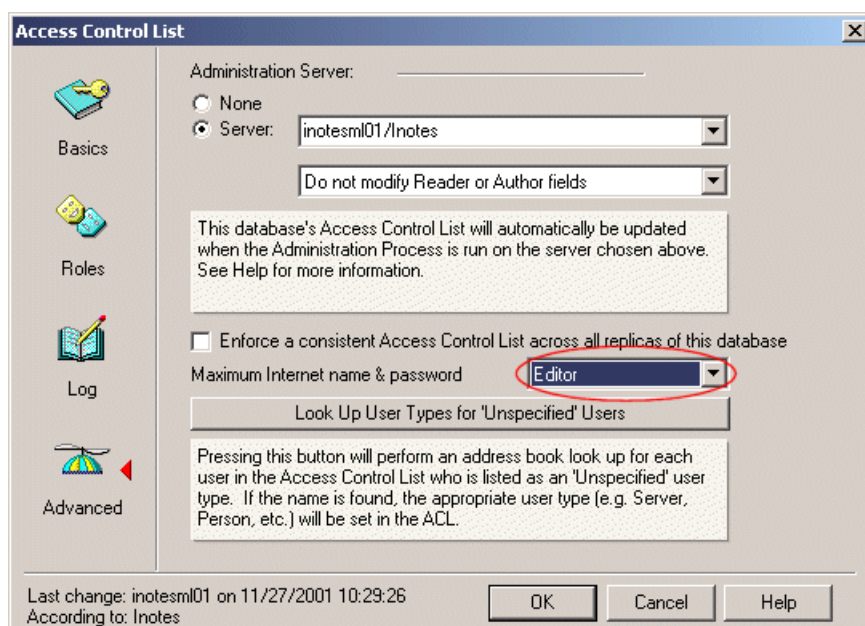 Access Control List
Basics
Roles
Log
Advanced
Administration Server:
None
Server:
inotesml01/Inotes
Do not modify Reader or Author fields
This database's Access Control List will automatically be updated
when the Administration Process is run on the server chosen above.
See Help for more information.
Enforce a consistent Access Control List across all replicas of this database
Maximum Internet name & password
Editor
Look Up User Types for 'Unspecified' Users
Pressing this button will perform an address book look up for each
user in the Access Control List who is listed as an 'Unspecified' user
type. If the name is found, the appropriate user type (e.g. Server,
Person, etc.) will be set in the ACL.
Last change: inotesml01 on 11/27/2001 10:29:26
According to: Inotes
OK
Cancel
Help